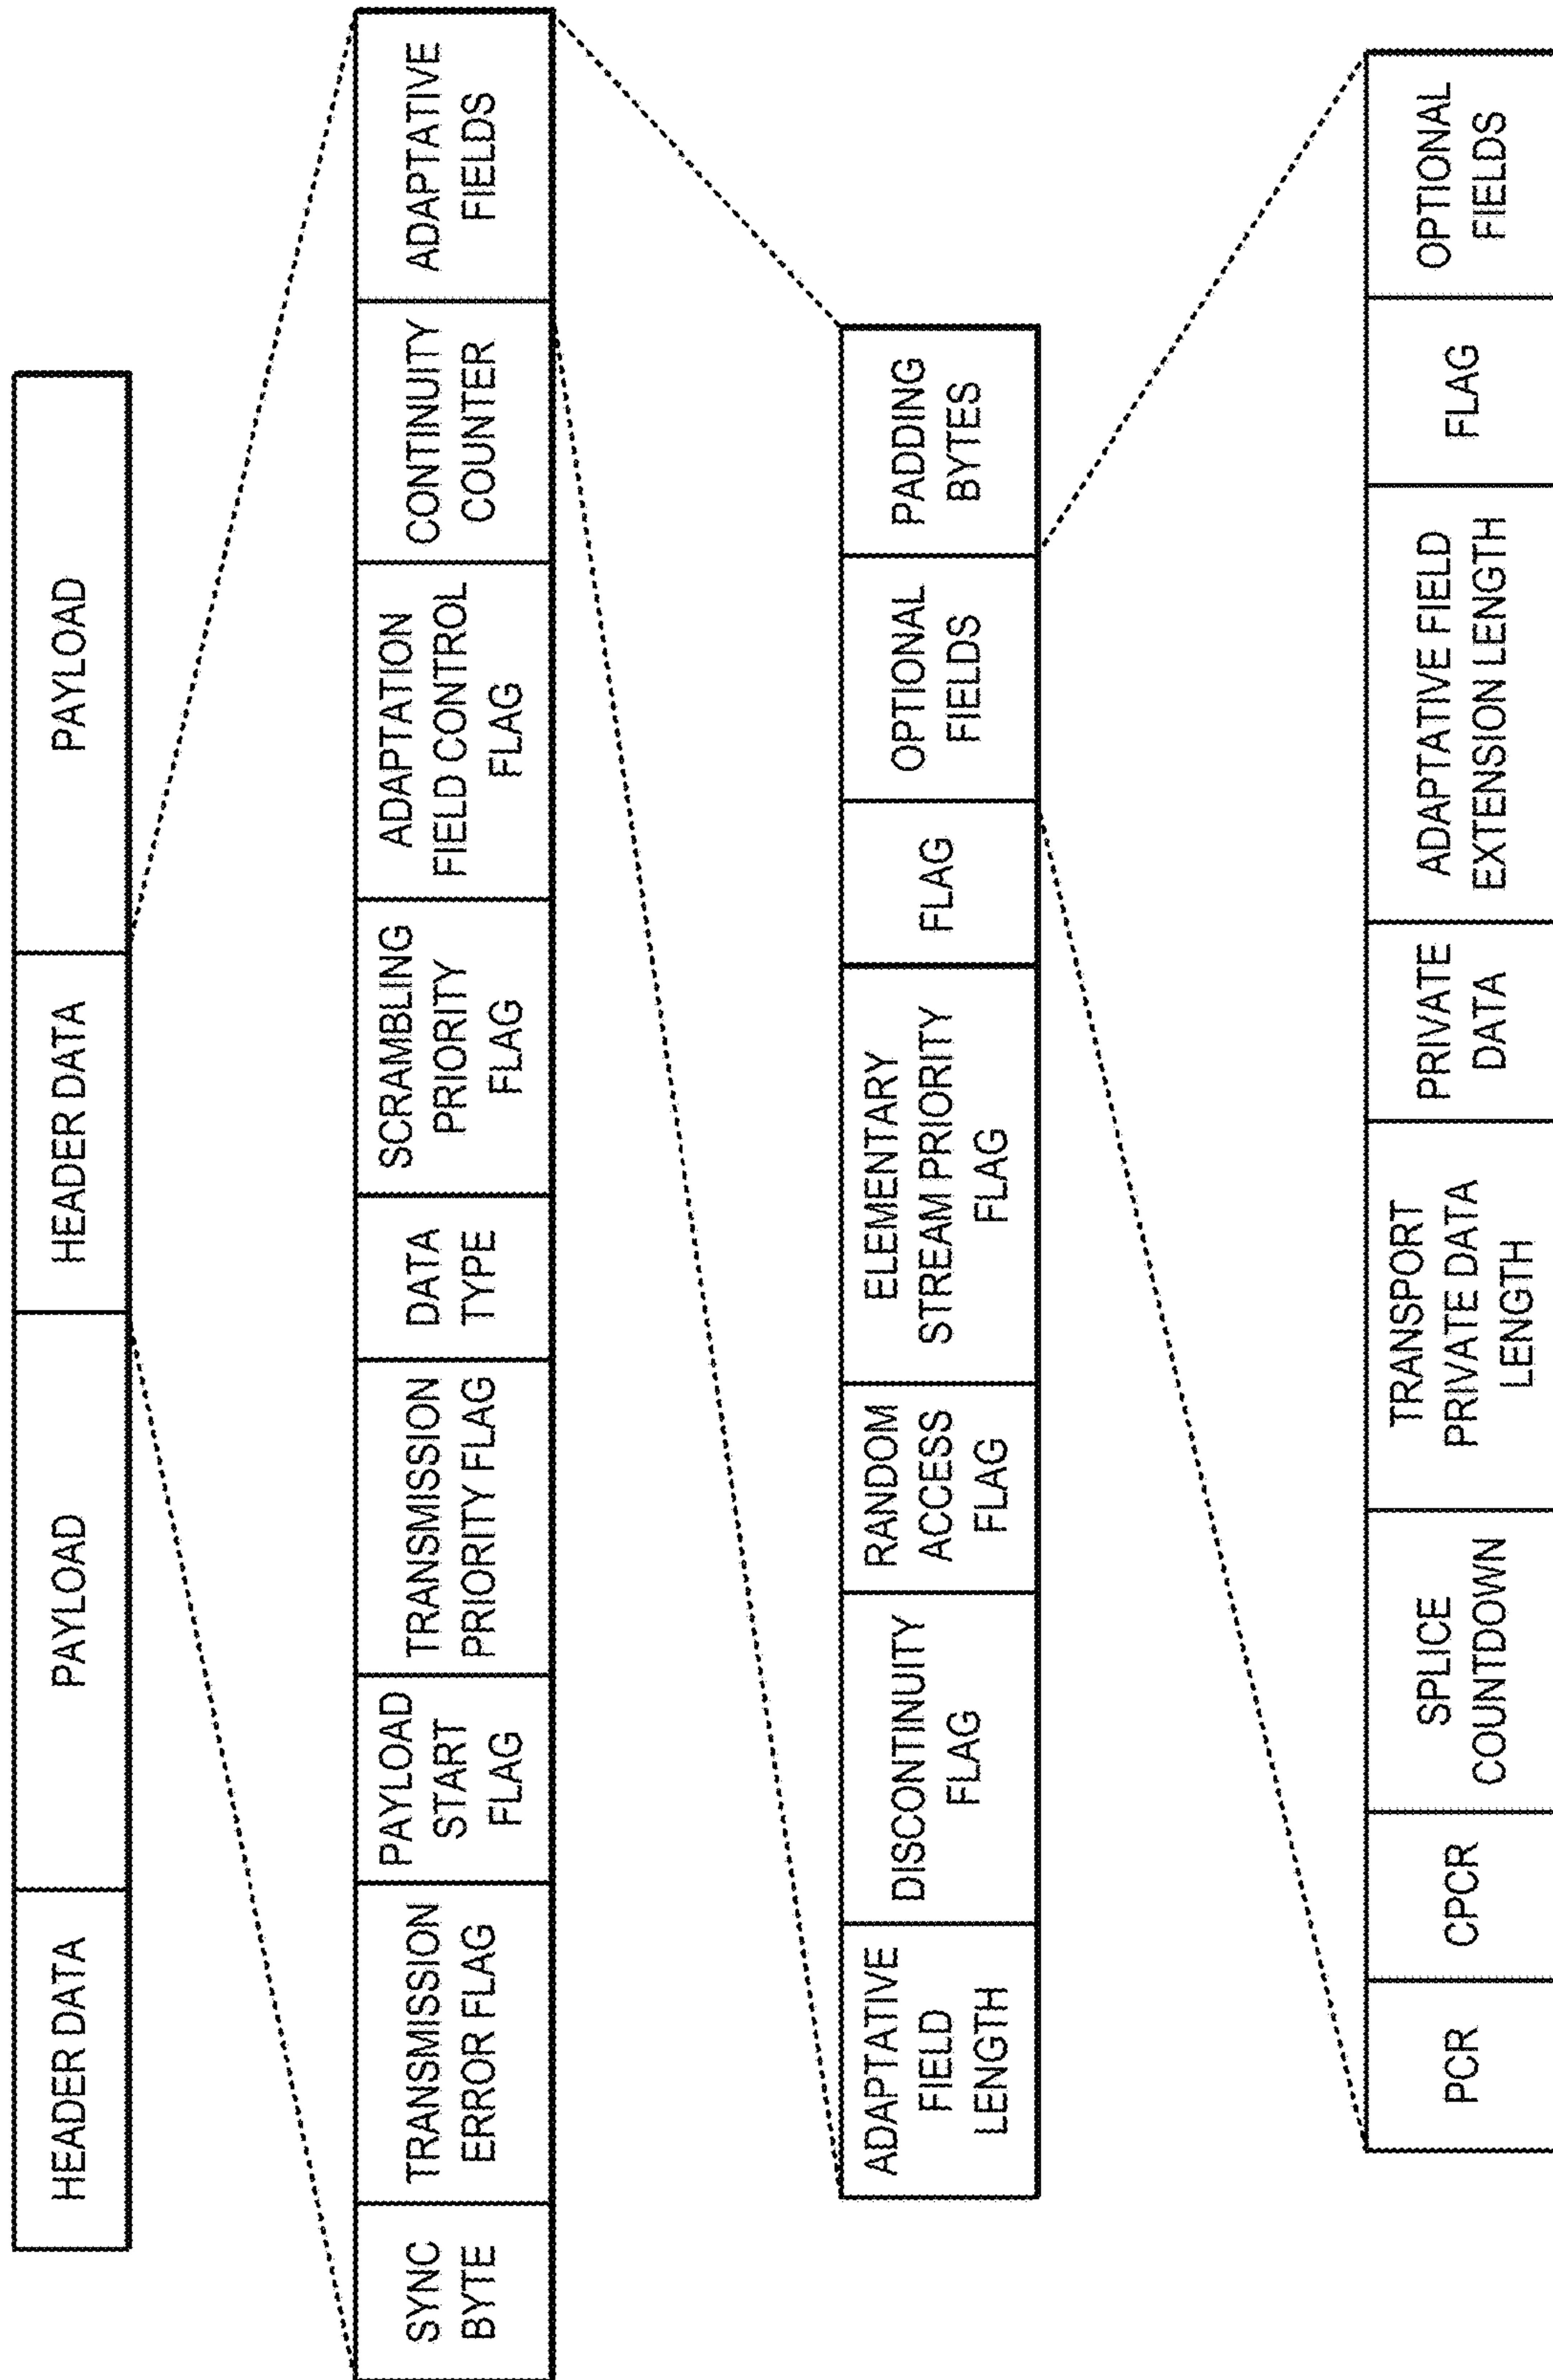 HEADER DATA
PAYLOAD
HEADER DATA
PAYLOAD
SYNC
BYTE
TRANSMISSION
ERROR FLAG
PAYLOAD
START
FLAG
TRANSMISSION
PRIORITY FLAG
DATA
TYPE
SCRAMBLING
PRIORITY
FLAG
ADAPTATION
FIELD CONTROL
FLAG
CONTINUITY
COUNTER
ADAPTATIVE
FIELDS
ADAPTATIVE
FIELD
LENGTH
DISCONTINUITY
FLAG
RANDOM
ACCESS
FLAG
ELEMENTARY
STREAM PRIORITY
FLAG
FLAG
OPTIONAL
FIELDS
PADDING
BYTES
PCR
CPCR
SPLICE
COUNTDOWN
TRANSPORT
PRIVATE DATA
LENGTH
PRIVATE
DATA
ADAPTATIVE FIELD
EXTENSION LENGTH
FLAG
OPTIONAL
FIELDS